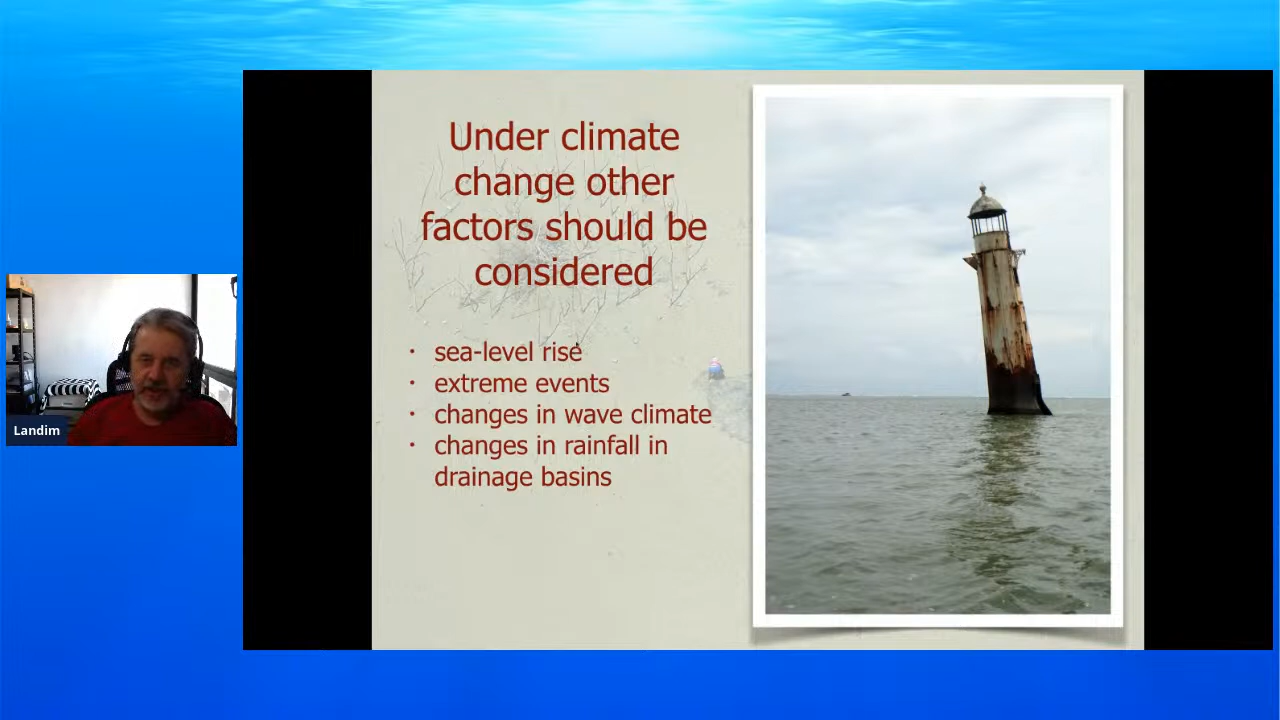 Under climate
change other
factors should be
considered
· sea-level rise
· extreme events
· changes in wave climate
· changes in rainfall in
drainage basins
Landim